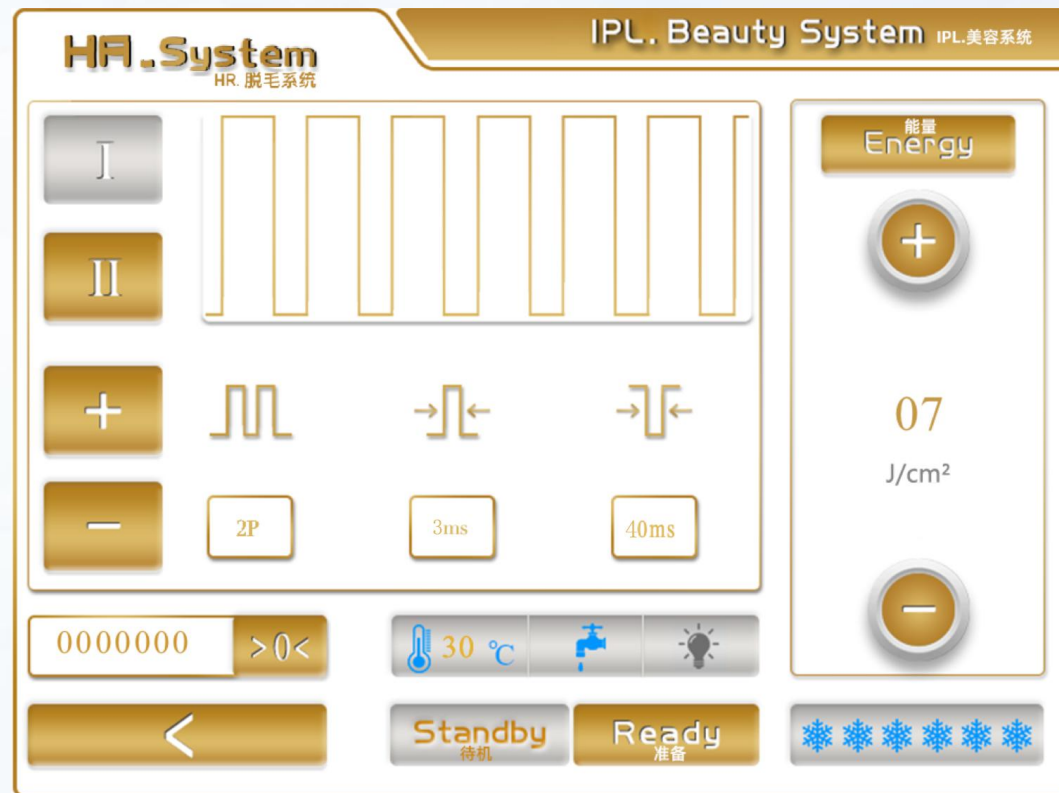 HR.System
HR. 脱毛系统
IPL. Beauty System IPL.美容系统
I
II
+
−
2P
3ms
40ms
能量
Energy
+
07
J/cm²
−
0000000
>0<
30 ℃
<
Standby
待机
Ready
准备